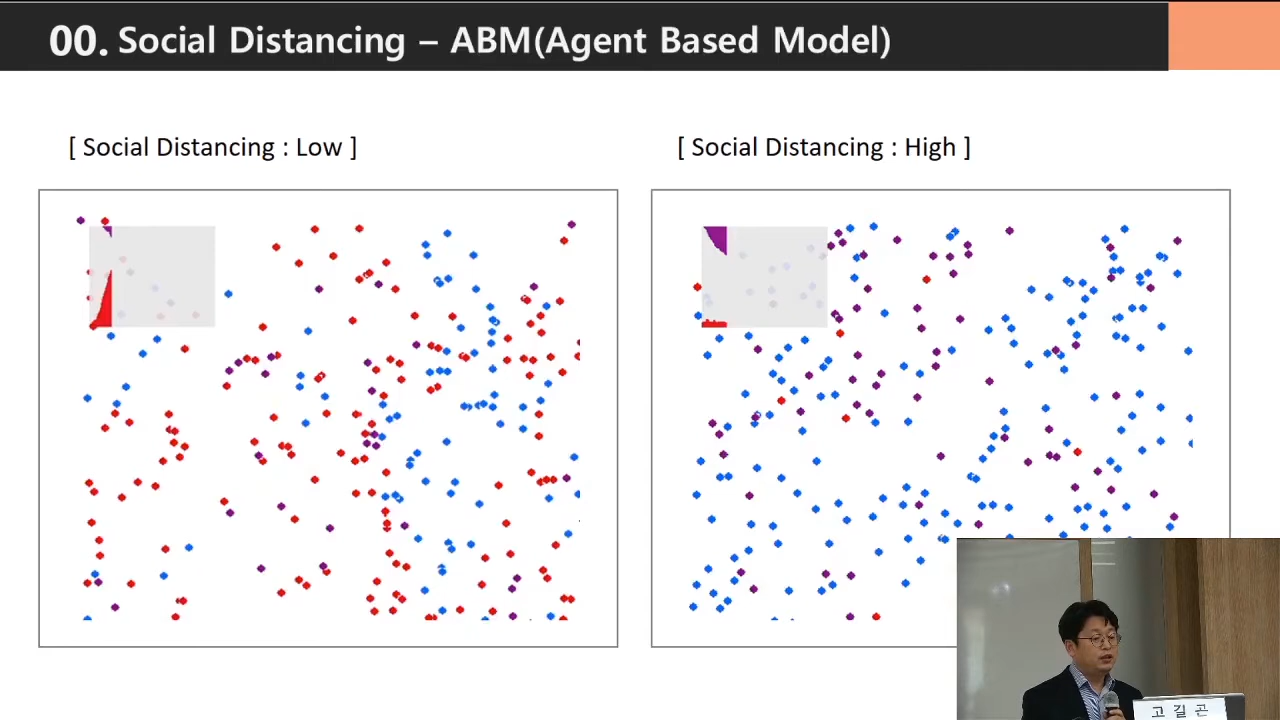 00. Social Distancing – ABM(Agent Based Model)
[ Social Distancing : Low ]
[ Social Distancing : High ]
고 길 곤